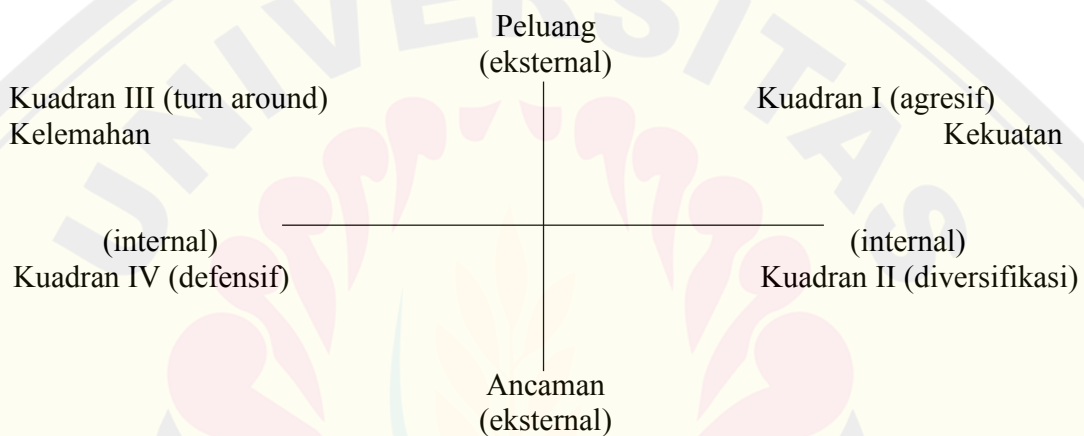 Peluang
(eksternal)
Kuadran III (turn around)
Kuadran I (agresif)
Kelemahan
Kekuatan
(internal)
(internal)
Kuadran IV (defensif)
Kuadran II (diversifikasi)
Ancaman
(eksternal)
UNIVERSITAS